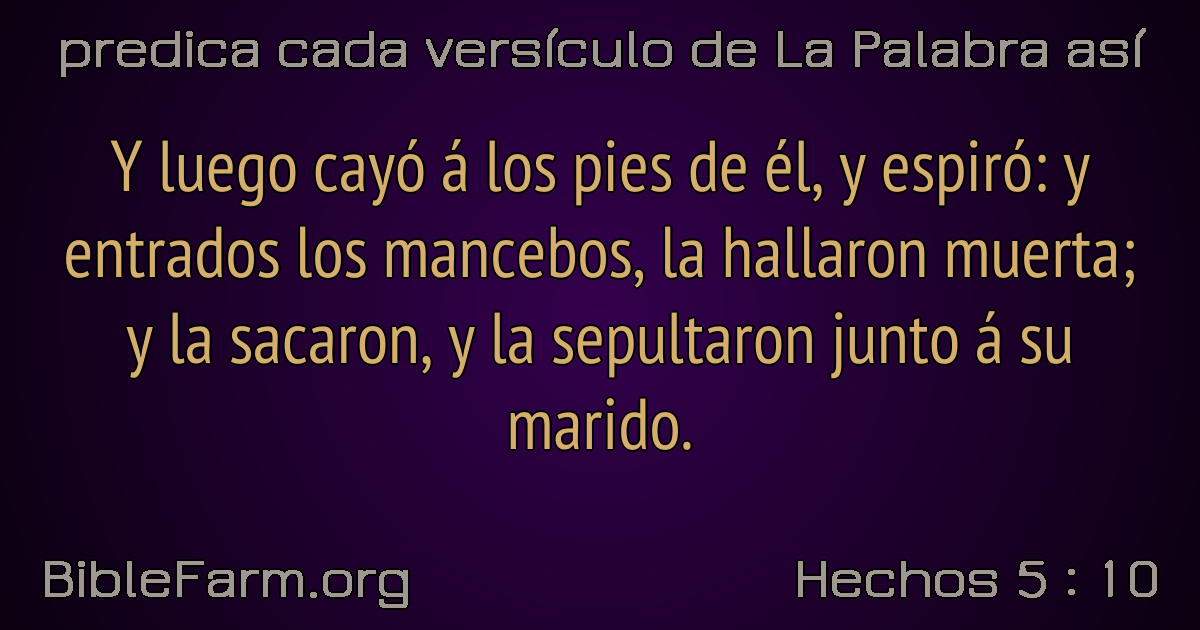 predica cada versículo de La Palabra así
Y luego cayó á los pies de él, y espiró: y
entrados los mancebos, la hallaron muerta;
y la sacaron, y la sepultaron junto á su
marido.
BibleFarm.org
Hechos 5 : 10